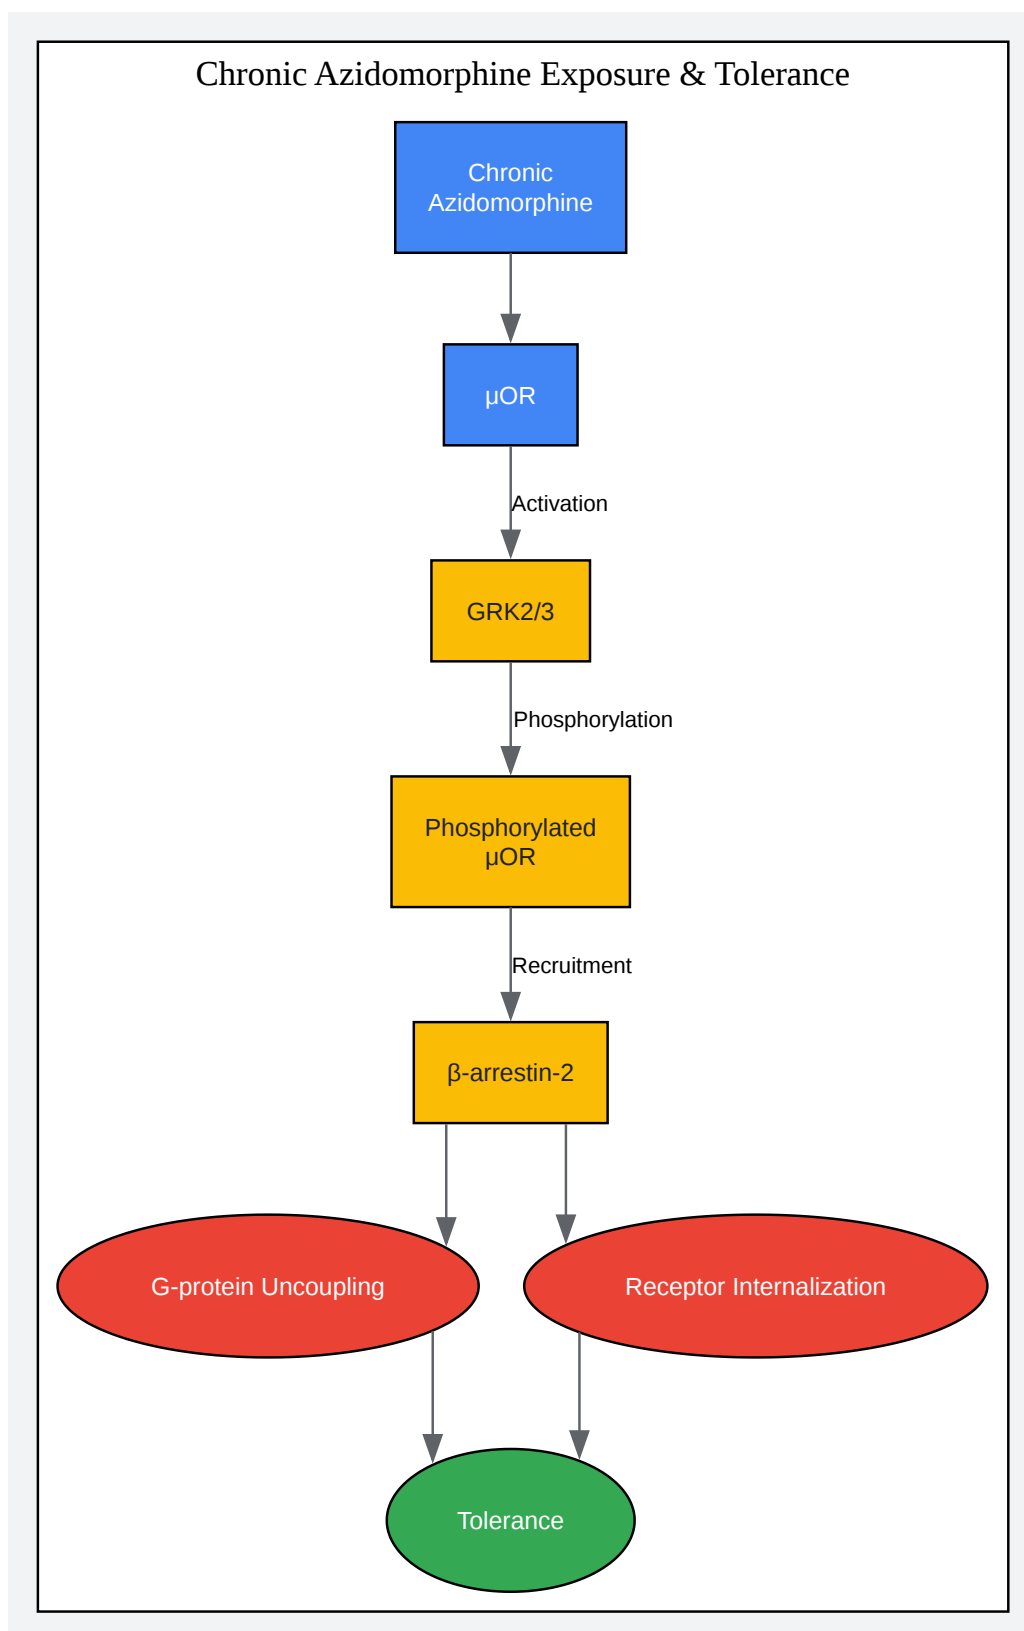 Chronic Azidomorphine Exposure & Tolerance
Chronic
Azidomorphine
μOR
Activation
GRK2/3
Phosphorylation
Phosphorylated
μOR
Recruitment
β-arrestin-2
G-protein Uncoupling
Receptor Internalization
Tolerance